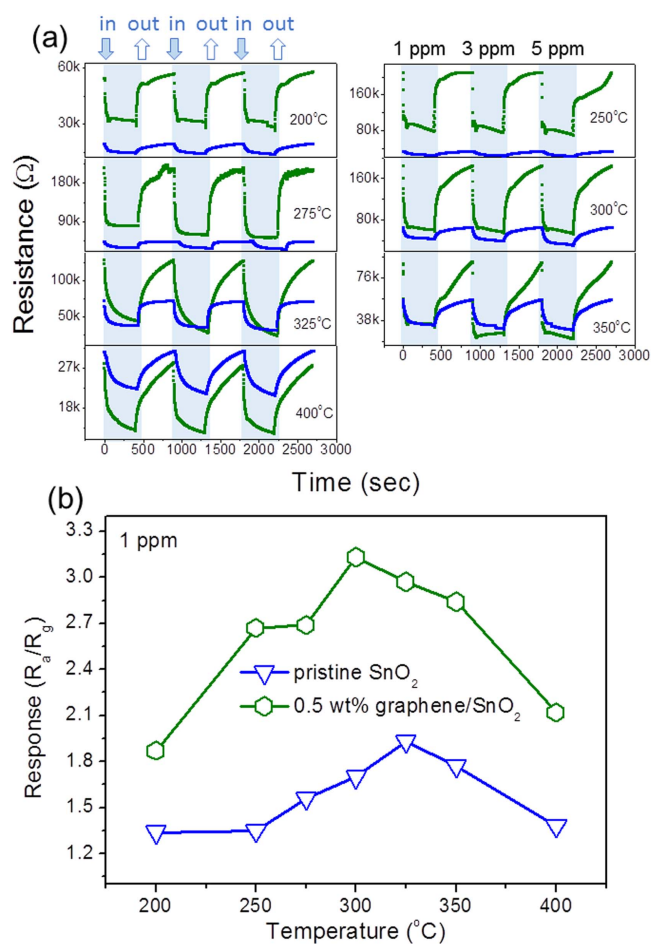 (a)
in out in out in out
1 ppm 3 ppm 5 ppm
Resistance (Ω)
60k
30k
200°C
160k
80k
250°C
180k
90k
275°C
160k
80k
300°C
100k
50k
325°C
76k
38k
350°C
27k
18k
400°C
0 500 1000 1500 2000 2500 3000
0 500 1000 1500 2000 2500 3000
Time (sec)
(b)
1 ppm
Response (Ra/Rg)
3.3
3.0
2.7
2.4
2.1
1.8
1.5
1.2
pristine SnO2
0.5 wt% graphene/SnO2
200 250 300 350 400
Temperature (°C)